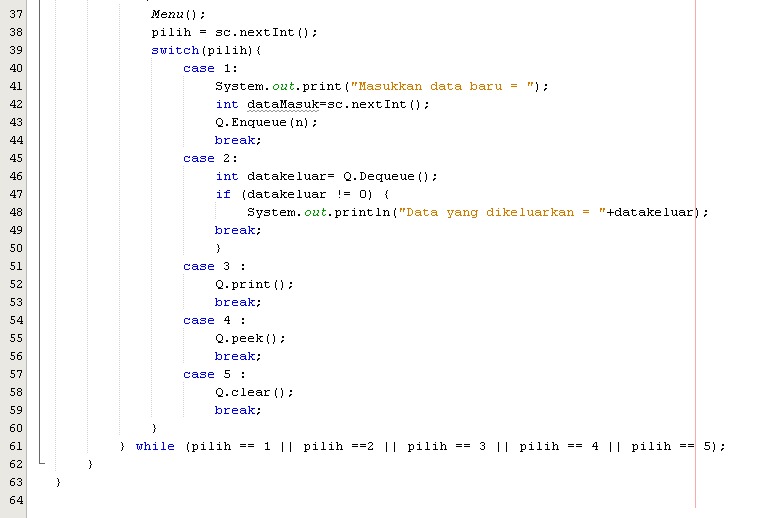 37 Menu();
38 pilih = sc.nextInt();
39 switch(pilih){
40 case 1:
41 System.out.print("Masukkan data baru = ");
42 int dataMasuk=sc.nextInt();
43 Q.Enqueue(n);
44 break;
45 case 2:
46 int datakeluar= Q.Dequeue();
47 if (datakeluar != 0) {
48 System.out.println("Data yang dikeluarkan = "+datakeluar);
49 break;
50 }
51 case 3 :
52 Q.print();
53 break;
54 case 4 :
55 Q.peek();
56 break;
57 case 5 :
58 Q.clear();
59 break;
60 }
61 } while (pilih == 1 || pilih ==2 || pilih == 3 || pilih == 4 || pilih == 5);
62 }
63 }
64